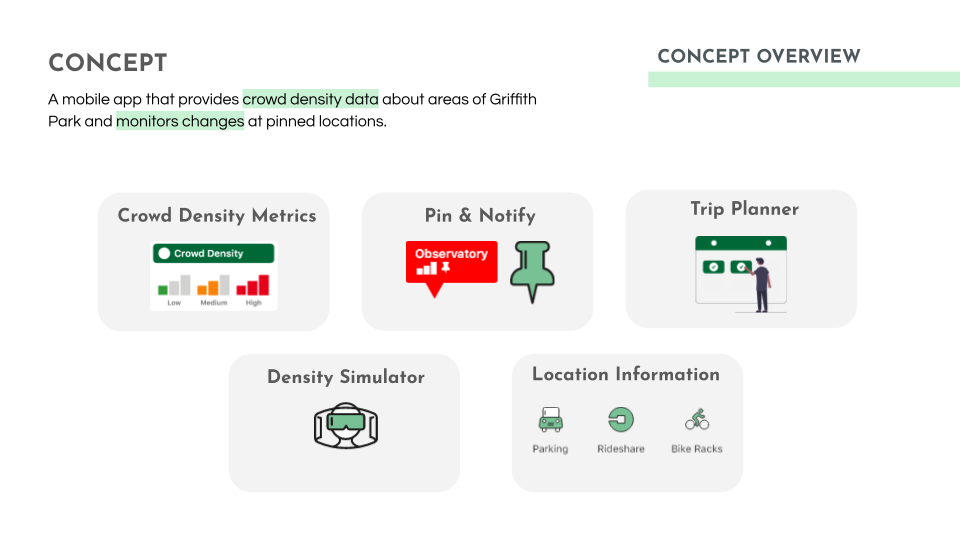 CONCEPT
CONCEPT OVERVIEW
A mobile app that provides crowd density data about areas of Griffith
Park and monitors changes at pinned locations.
Crowd Density Metrics
Crowd Density
Low Medium High
Pin & Notify
Observatory
Trip Planner
Density Simulator
Location Information
Parking Rideshare Bike Racks